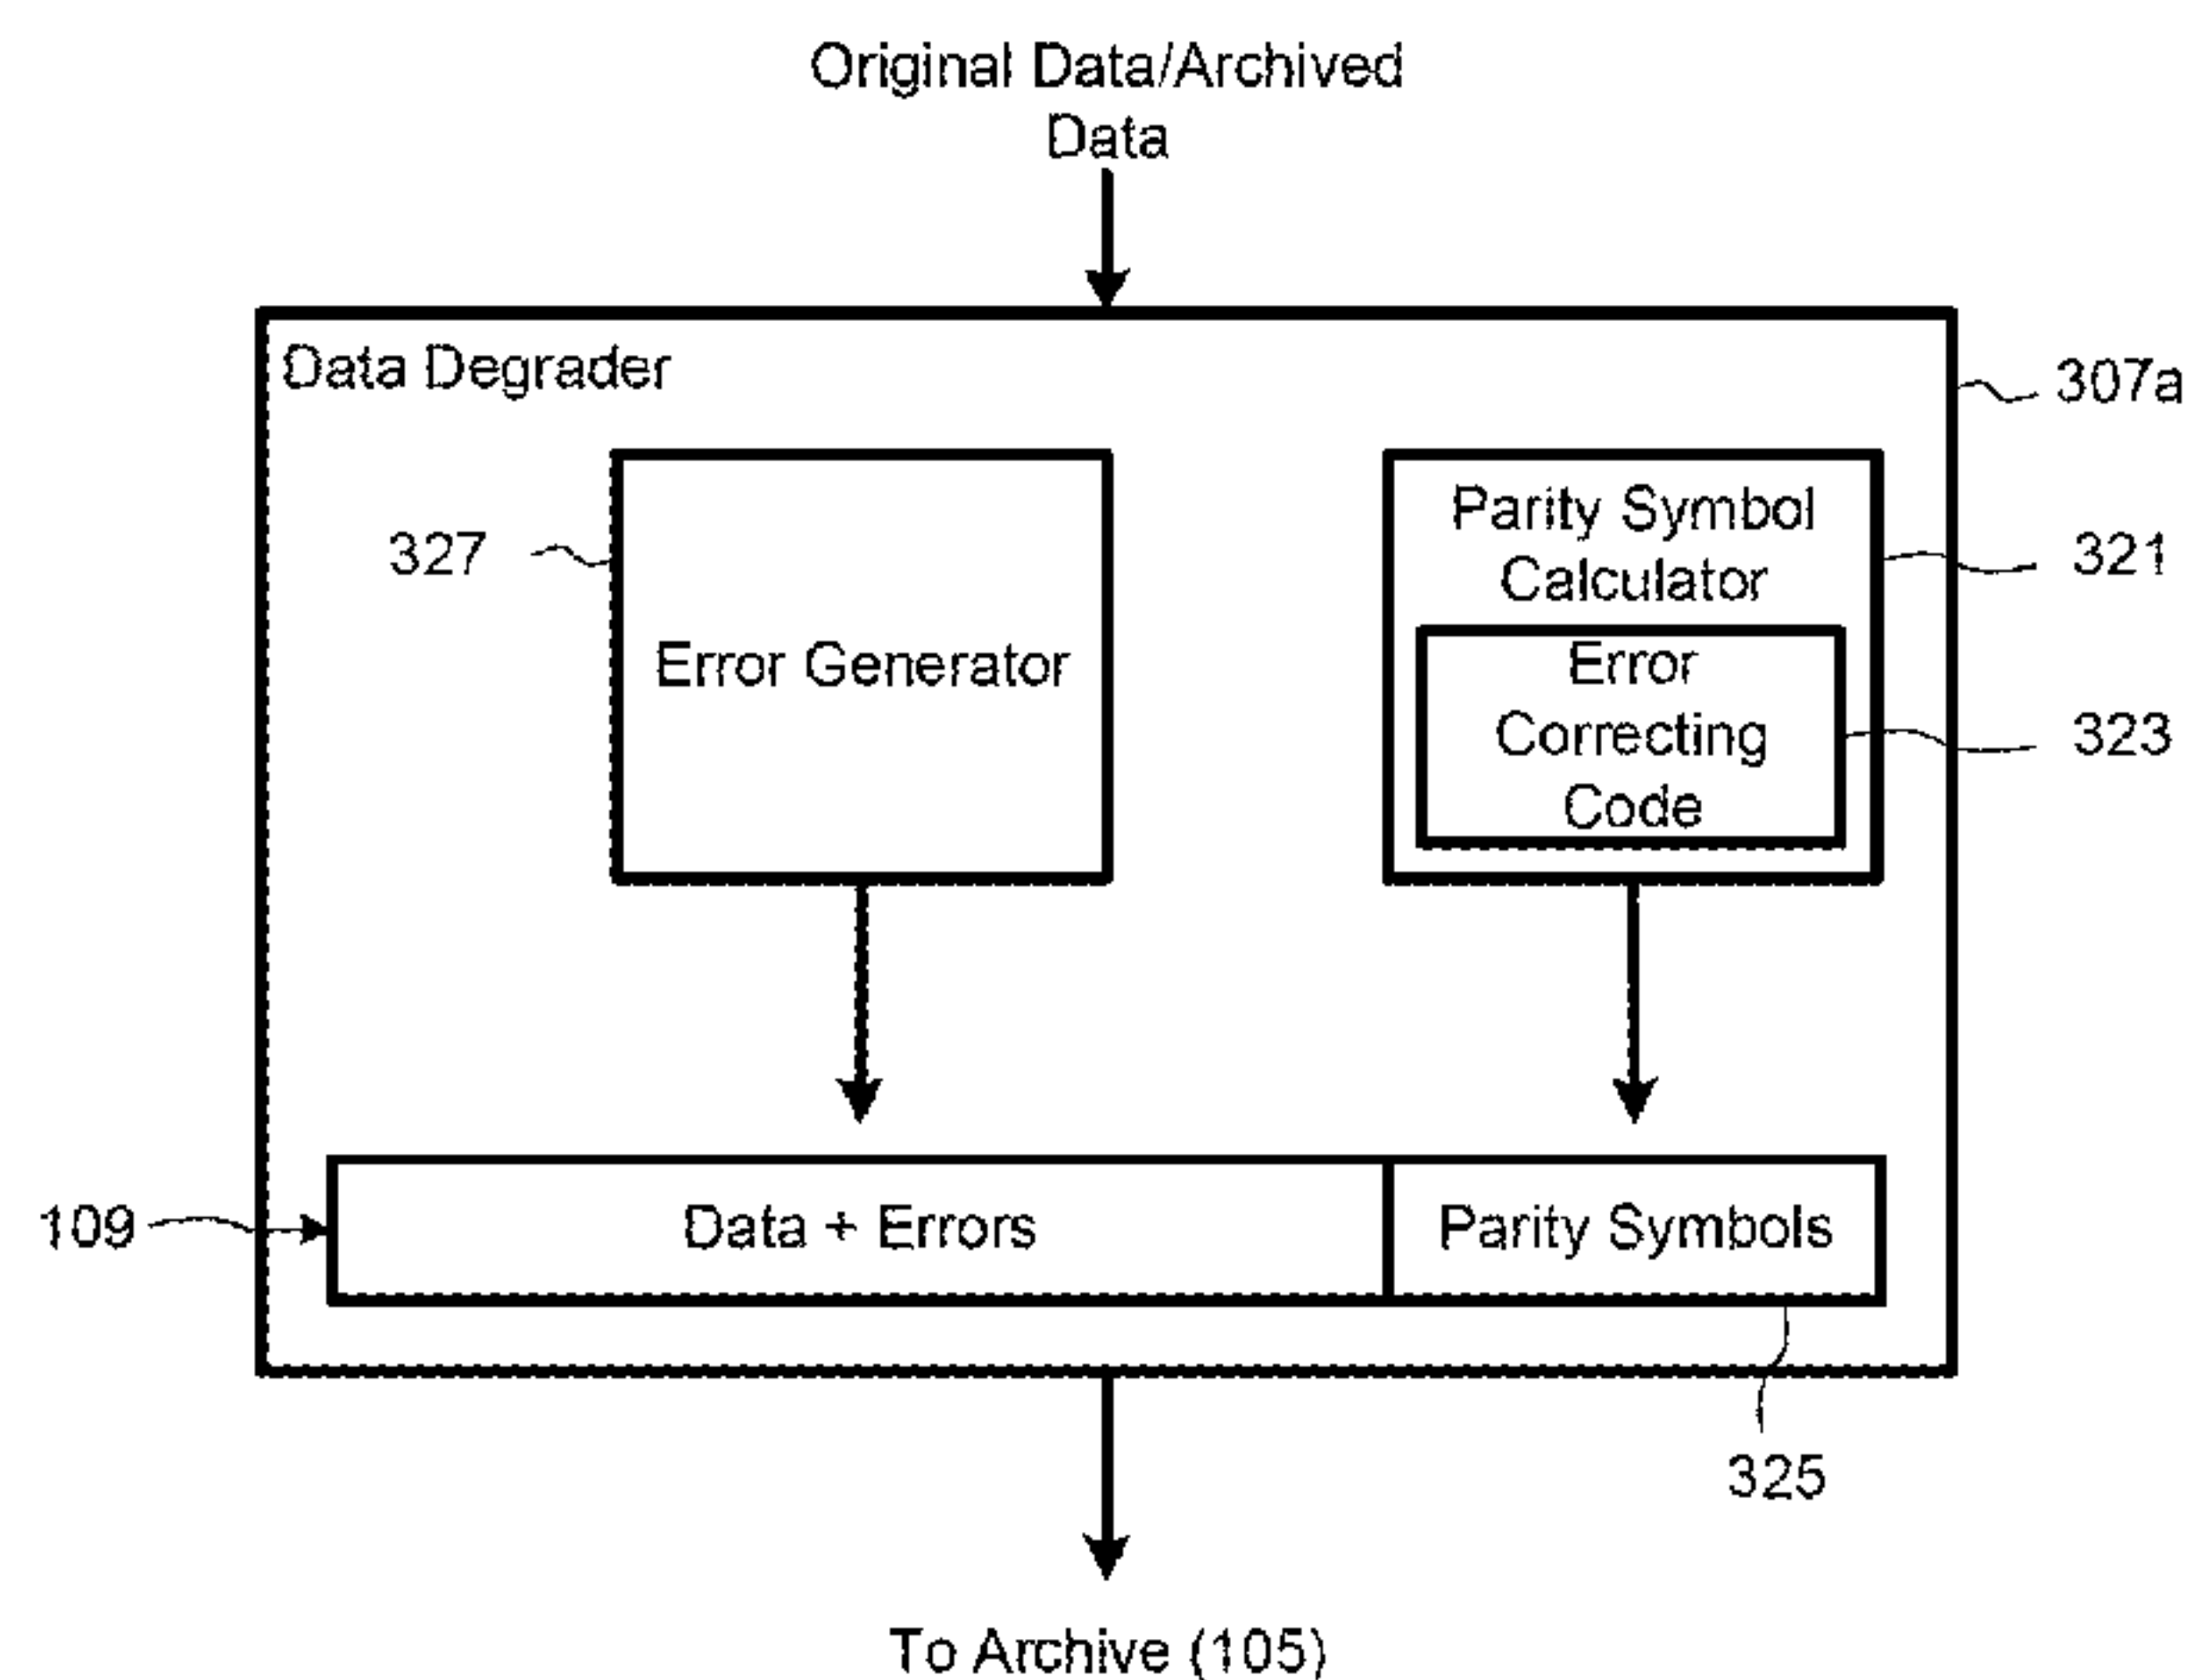 Original Data/Archived
Data
Data Degrader
307a
327
Error Generator
Parity Symbol
Calculator
321
Error
Correcting
Code
323
109
Data + Errors
Parity Symbols
325
To Archive (105)